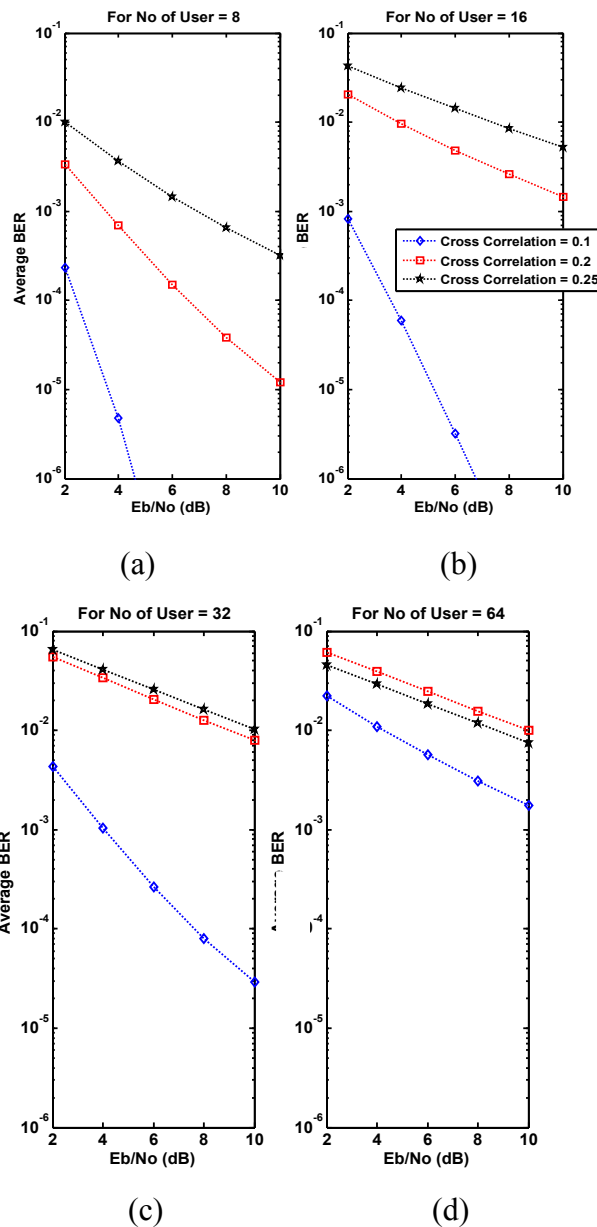 For No of User = 8
10⁻¹
10⁻²
10⁻³
10⁻⁴
10⁻⁵
10⁻⁶
Average BER
2 4 6 8 10
Eb/No (dB)
(a)
For No of User = 16
10⁻¹
10⁻²
10⁻³
10⁻⁴
10⁻⁵
10⁻⁶
BER
Cross Correlation = 0.1
Cross Correlation = 0.2
Cross Correlation = 0.25
2 4 6 8 10
Eb/No (dB)
(b)
For No of User = 32
10⁻¹
10⁻²
10⁻³
10⁻⁴
10⁻⁵
10⁻⁶
Average BER
2 4 6 8 10
Eb/No (dB)
(c)
For No of User = 64
10⁻¹
10⁻²
10⁻³
10⁻⁴
10⁻⁵
10⁻⁶
BER
2 4 6 8 10
Eb/No (dB)
(d)